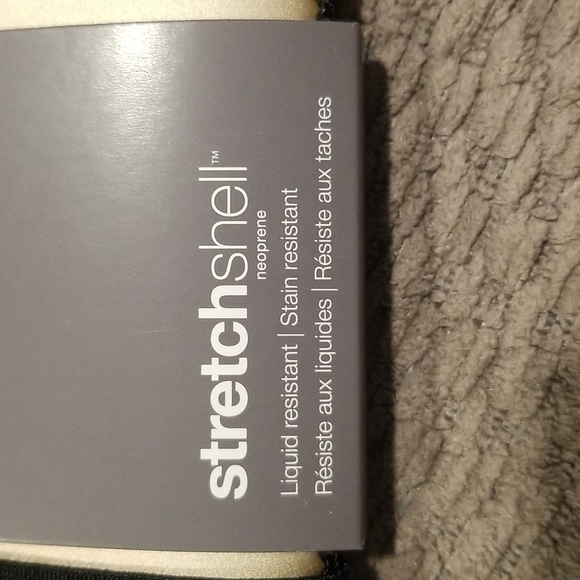 stretchshell™
neoprene
Liquid resistant | Stain resistant
Résiste aux liquides | Résiste aux taches